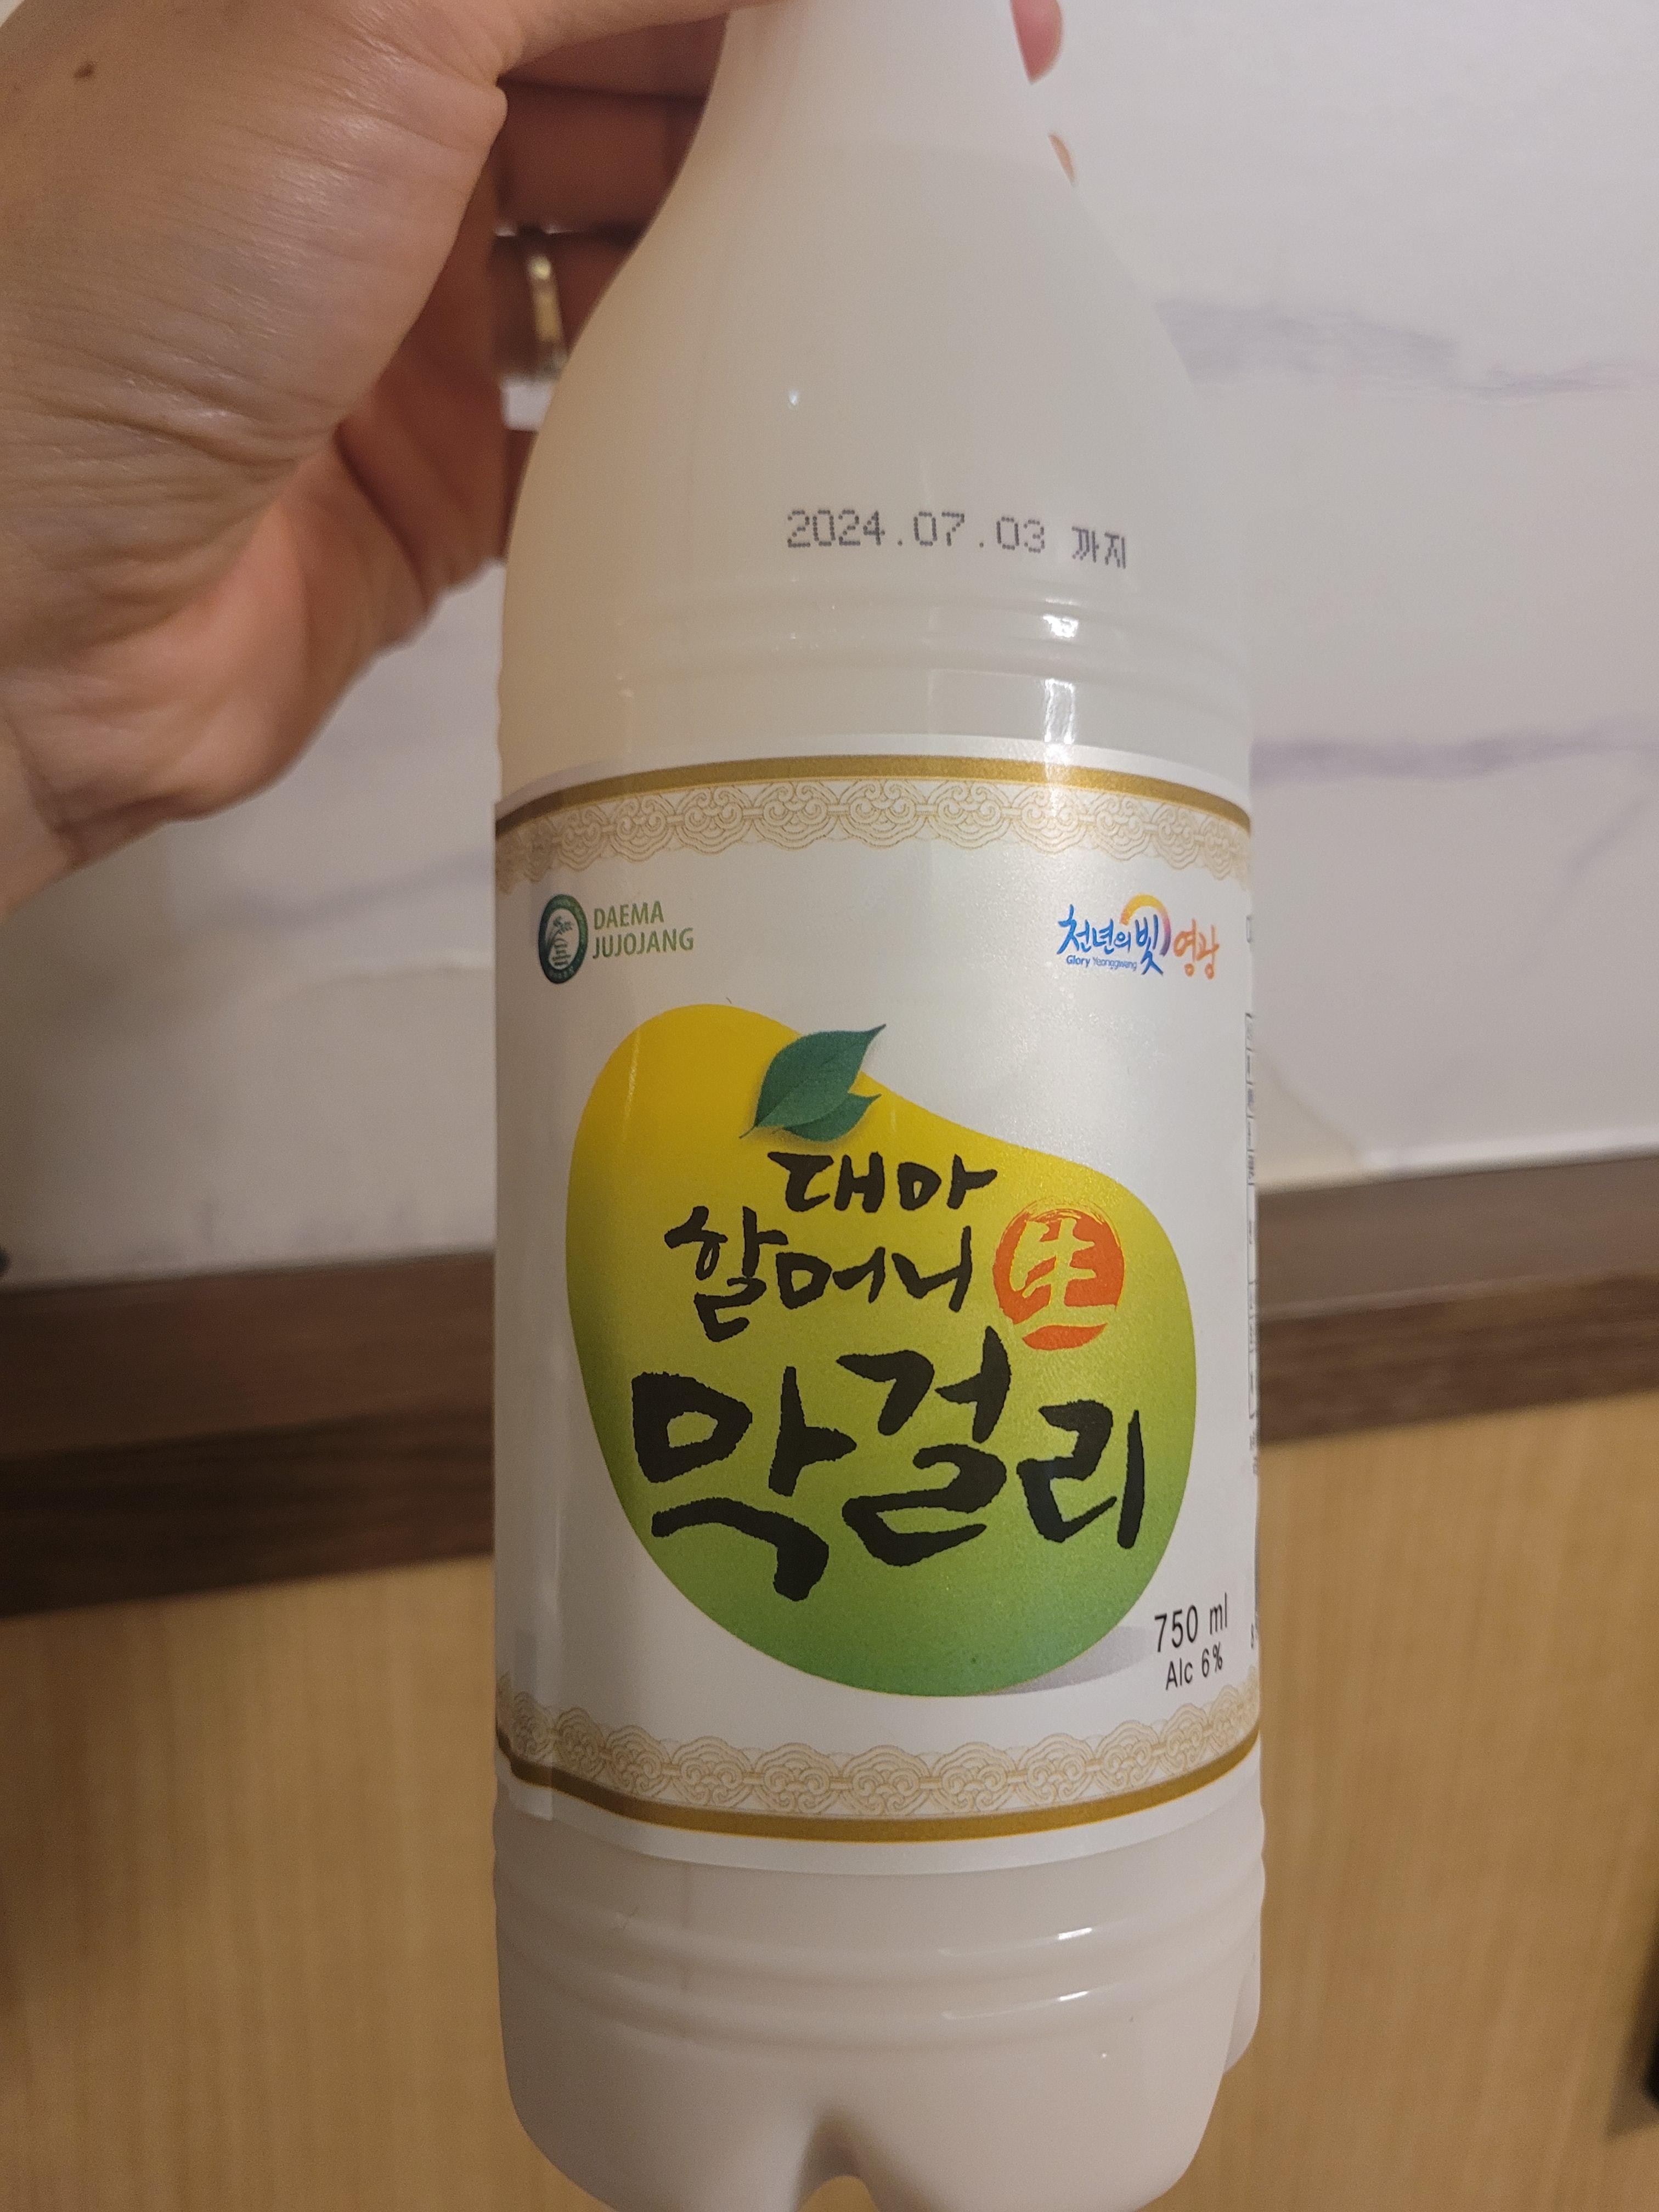 2024.07.03 까지
DAEMA
JUJOJANG
천년의 빛 영광
Glory Yeonggwang
대마
할머니 生
막걸리
750 ml
Alc 6%